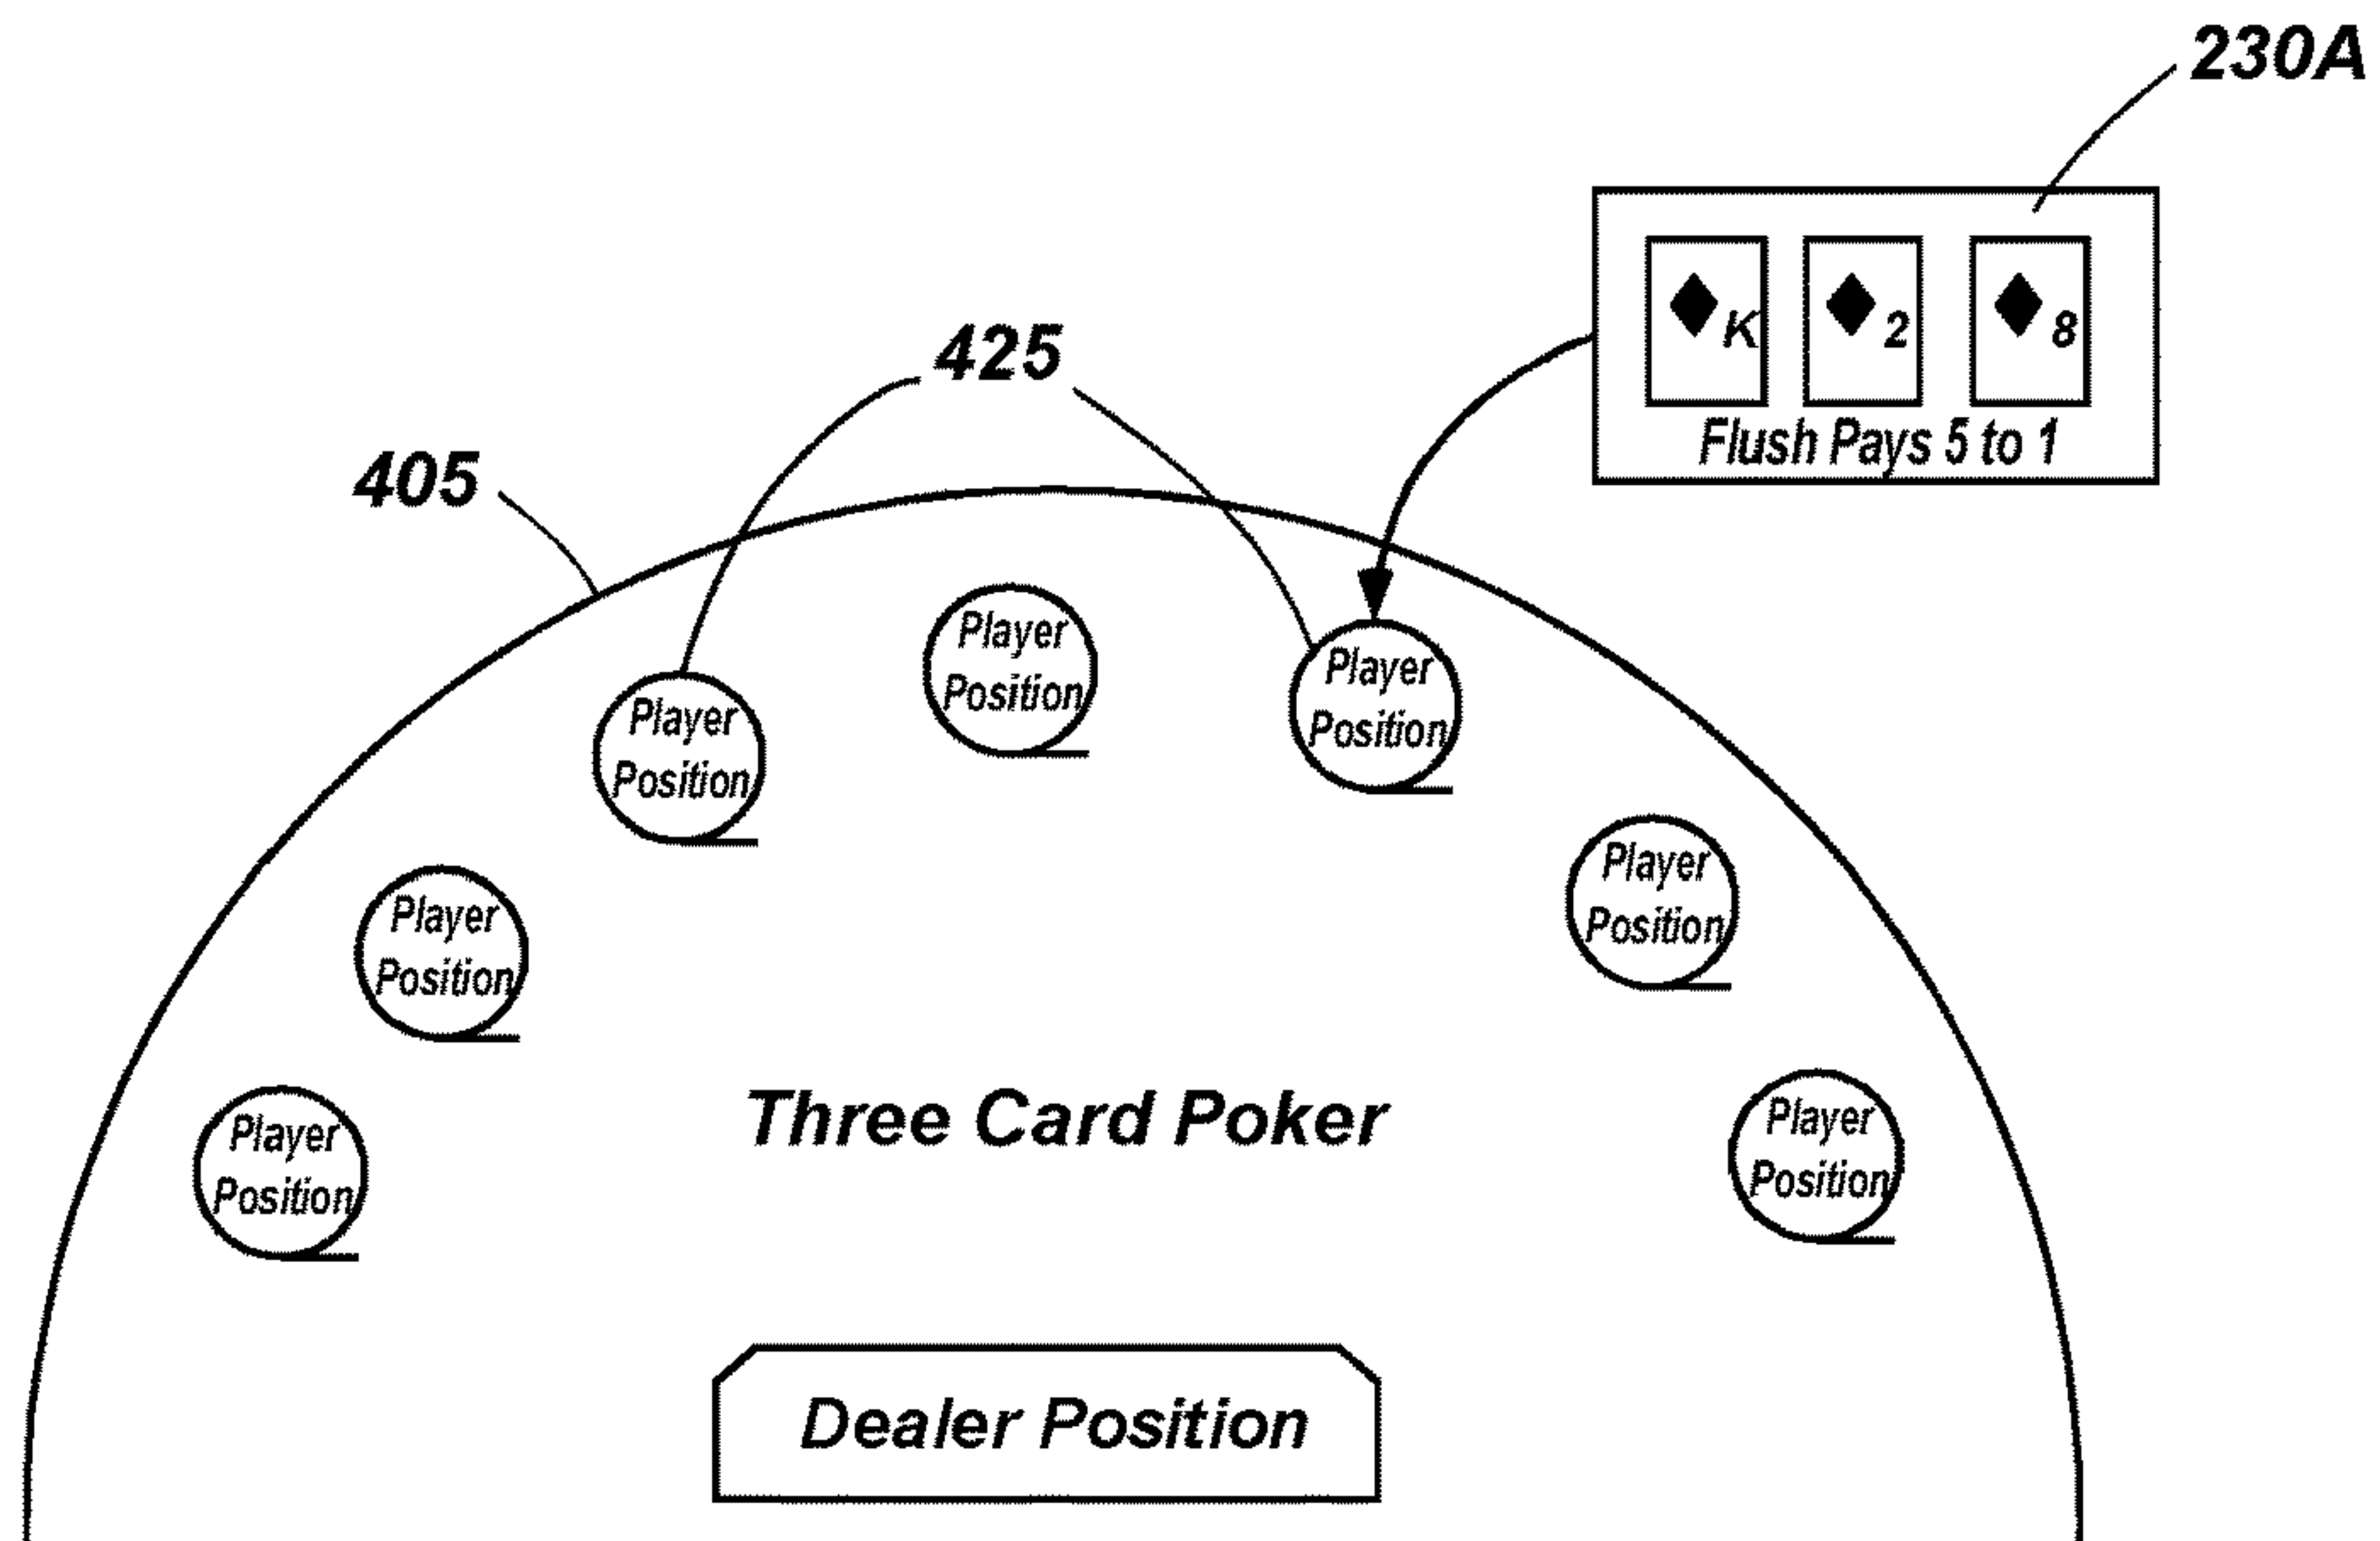 230A
♦K ♦2 ♦8
Flush Pays 5 to 1
425
405
Player
Position
Player
Position
Player
Position
Player
Position
Player
Position
Player
Position
Player
Position
Three Card Poker
Dealer Position